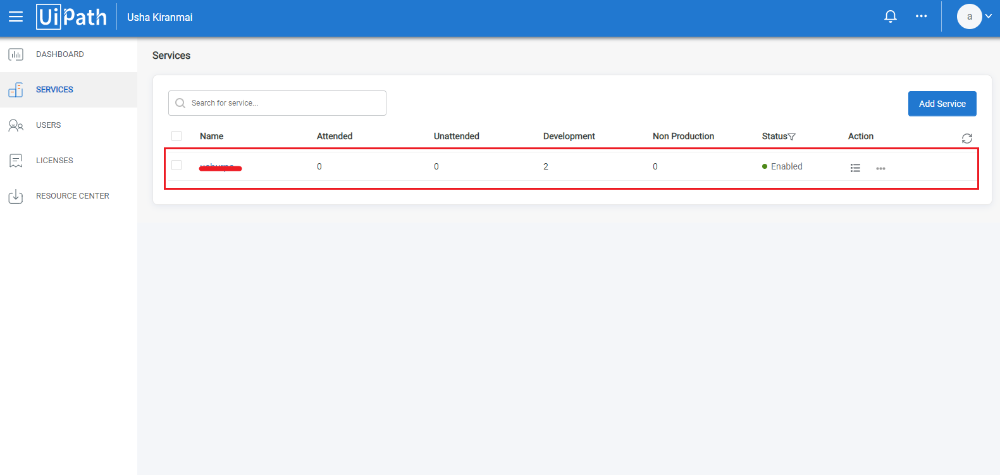 UiPath
Usha Kiranmai
a
DASHBOARD
SERVICES
USERS
LICENSES
RESOURCE CENTER
Services
Search for service...
Add Service
Name Attended Unattended Development Non Production Status Action
0 0 2 0 Enabled